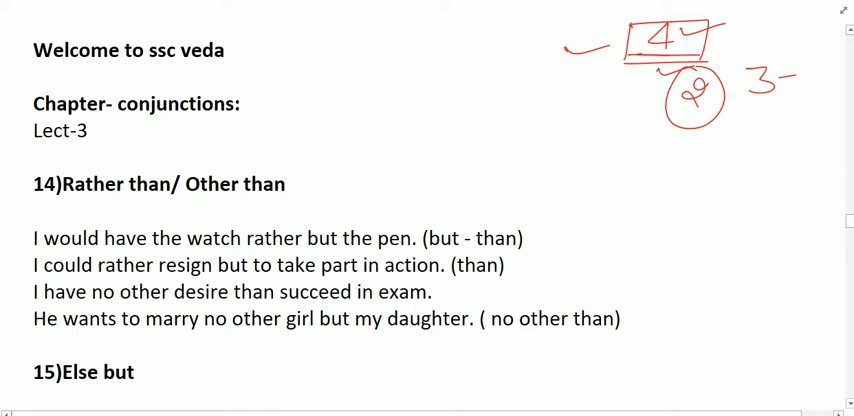 Welcome to ssc veda
4
2
3-
Chapter- conjunctions:
Lect-3
14)Rather than/ Other than
I would have the watch rather but the pen. (but - than)
I could rather resign but to take part in action. (than)
I have no other desire than succeed in exam.
He wants to marry no other girl but my daughter. ( no other than)
15)Else but